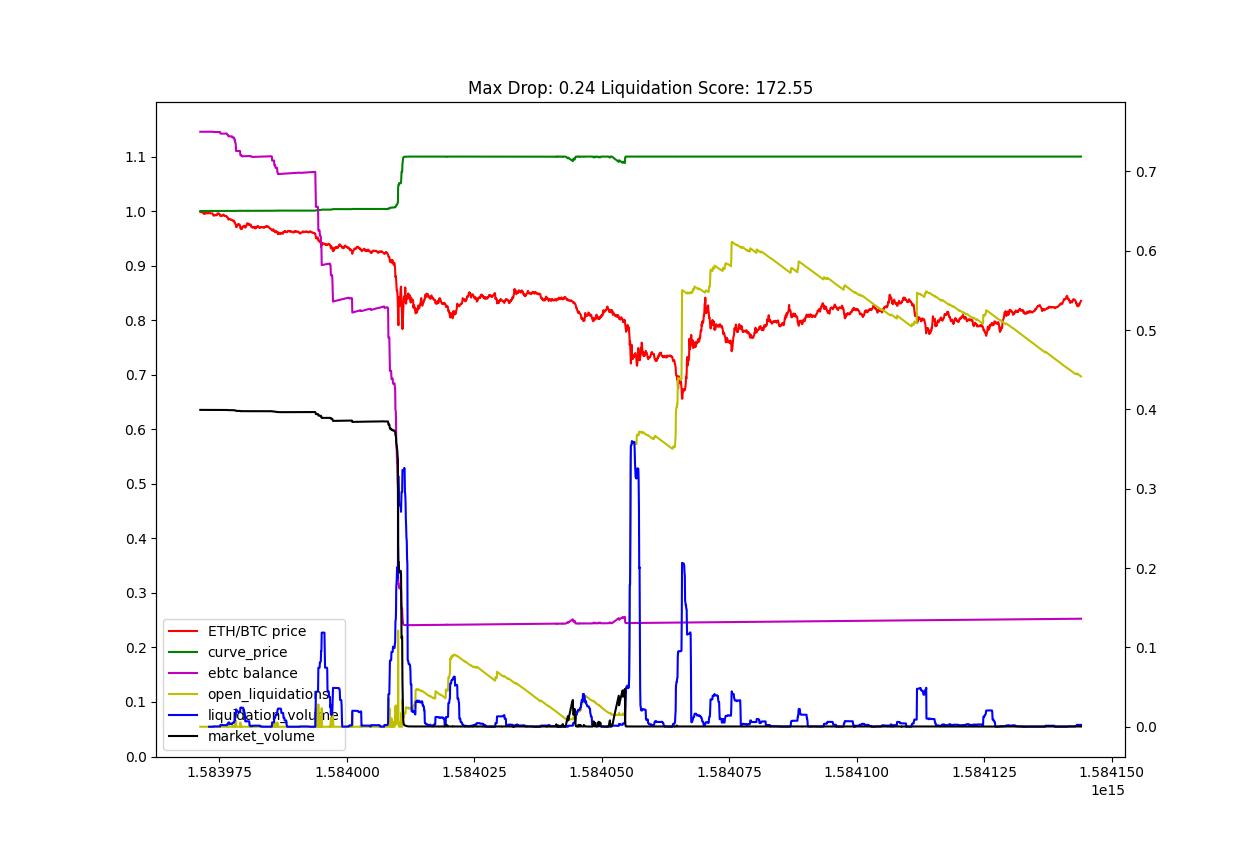 Max Drop: 0.24 Liquidation Score: 172.55
1.1
1.0
0.9
0.8
0.7
0.6
0.5
0.4
0.3
0.2
0.1
0.0
0.7
0.6
0.5
0.4
0.3
0.2
0.1
0.0
ETH/BTC price
curve_price
ebtc balance
open_liquidations
liquidation_volume
market_volume
1.583975 1.584000 1.584025 1.584050 1.584075 1.584100 1.584125 1.584150
1e15